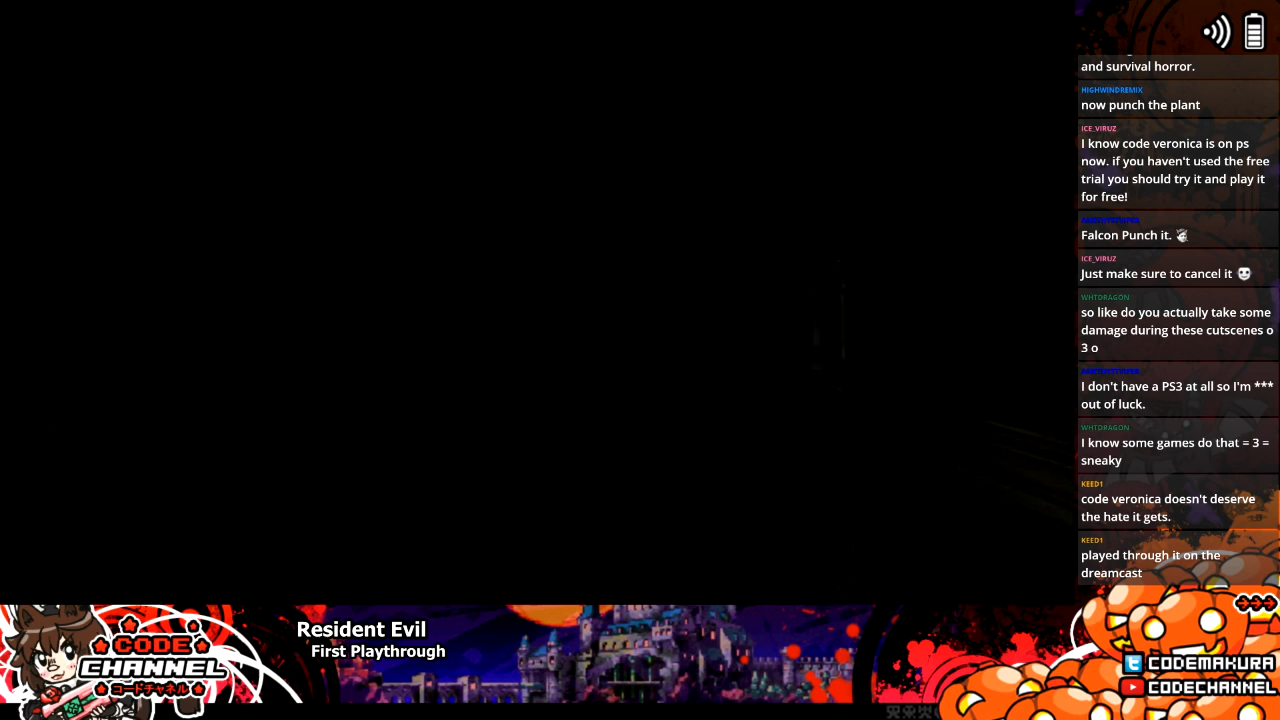 and survival horror.
HIGHWINDREMIX
now punch the plant
ICE_VIRUZ
I know code veronica is on ps
now. if you haven't used the free
trial you should try it and play it
for free!
Falcon Punch it.
ICE_VIRUZ
Just make sure to cancel it
WHTDRAGON
so like do you actually take some
damage during these cutscenes o
3 o
I don't have a PS3 at all so I'm ***
out of luck.
WHTDRAGON
I know some games do that = 3 =
sneaky
KEED1
code veronica doesn't deserve
the hate it gets.
KEED1
played through it on the
dreamcast
Resident Evil
First Playthrough
CODE
CHANNEL
コードチャンネル
CODEMAKURA
CODECHANNEL